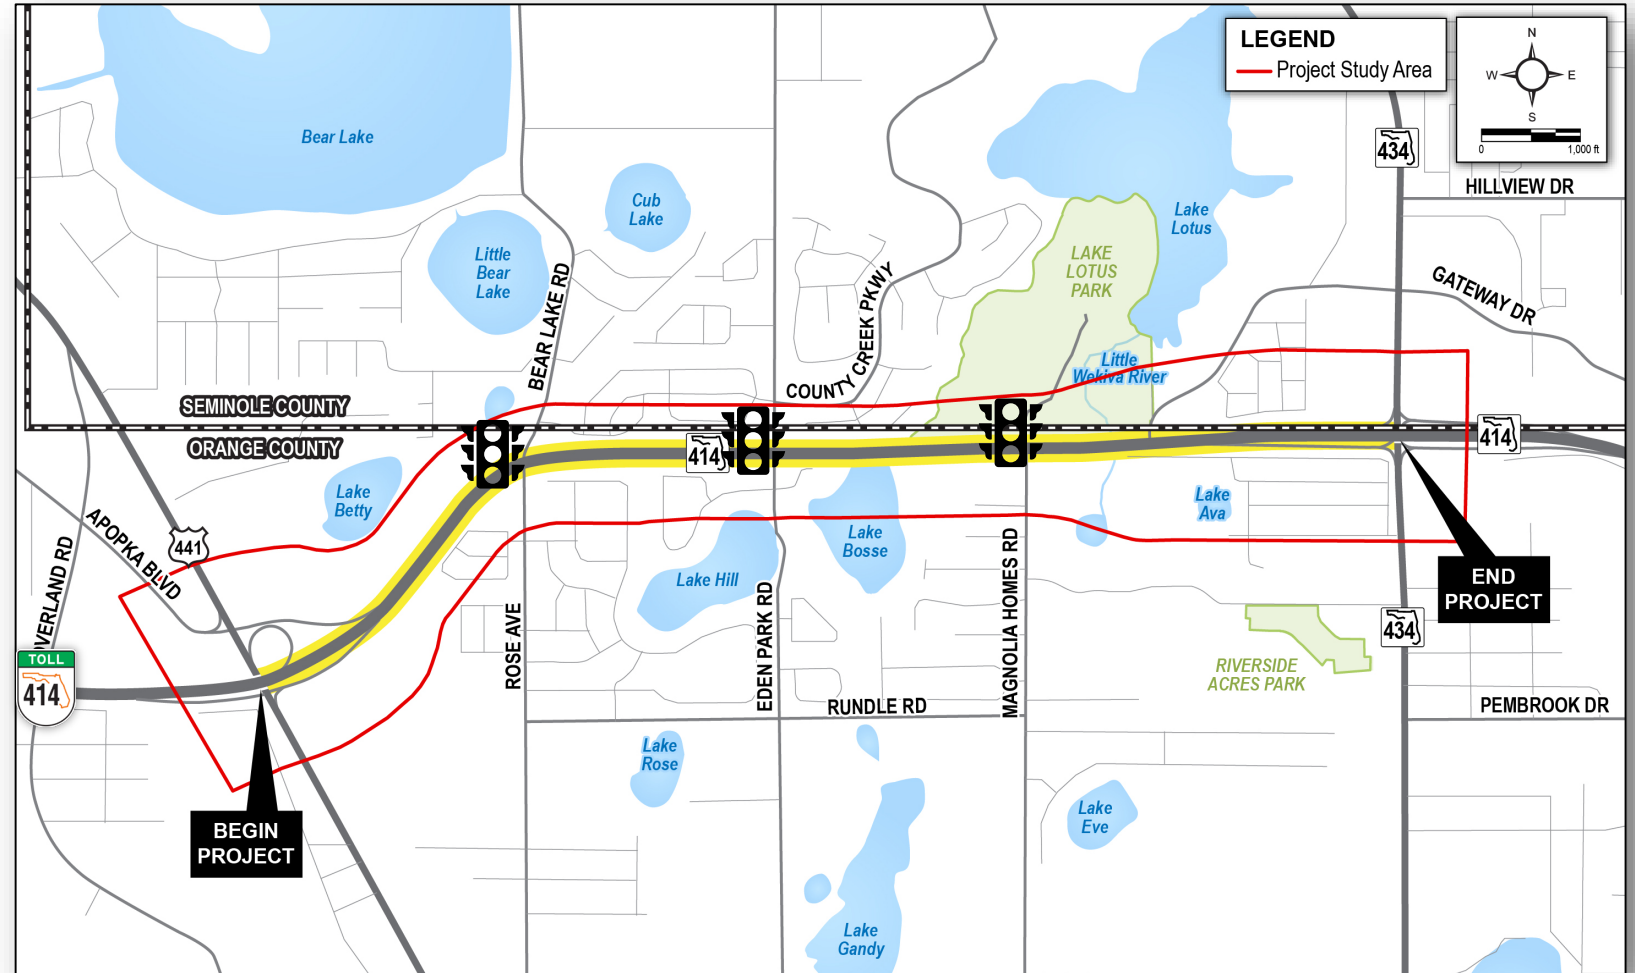 LEGEND
Project Study Area
N
W
E
S
0
1,000 ft
Bear Lake
434
HILLVIEW DR
Cub
Lake
Lake
Lotus
Little
Bear
Lake
LAKE
LOTUS
PARK
GATEWAY DR
BEAR LAKE RD
COUNTY CREEK PKWY
Little
Wekiva River
SEMINOLE COUNTY
ORANGE COUNTY
414
414
Lake
Betty
Lake
Ava
APOPKA BLVD
441
Lake
Bosse
Lake Hill
OVERLAND RD
ROSE AVE
EDEN PARK RD
MAGNOLIA HOMES RD
END
PROJECT
434
TOLL
414
RIVERSIDE
ACRES PARK
RUNDLE RD
PEMBROOK DR
Lake
Rose
BEGIN
PROJECT
Lake
Eve
Lake
Gandy